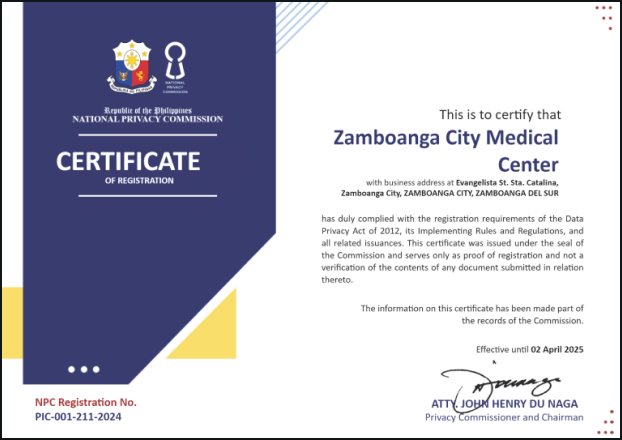 NATIONAL
PRIVACY
COMMISSION
Republic of the Philippines
NATIONAL PRIVACY COMMISSION
CERTIFICATE
OF REGISTRATION
NPC Registration No.
PIC-001-211-2024
This is to certify that
Zamboanga City Medical
Center
with business address at Evangelista St. Sta. Catalina,
Zamboanga City, ZAMBOANGA CITY, ZAMBOANGA DEL SUR
has duly complied with the registration requirements of the Data
Privacy Act of 2012, its Implementing Rules and Regulations, and
all related issuances. This certificate was issued under the seal of
the Commission and serves only as proof of registration and not a
verification of the contents of any document submitted in relation
thereto.
The information on this certificate has been made part of
the records of the Commission.
Effective until 02 April 2025
ATTY. JOHN HENRY DU NAGA
Privacy Commissioner and Chairman